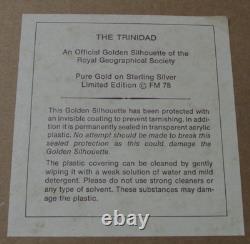 THE TRINIDAD
An Official Golden Silhouette of the
Royal Geographical Society
Pure Gold on Sterling Silver
Limited Edition © FM 78
This Golden Silhouette has been protected with
an invisible coating to prevent tarnishing. In addi-
tion it is permanently sealed in transparent acrylic
plastic. No attempt should be made to break this
sealed protection as this could damage the
Golden Silhouette.
The plastic covering can be cleaned by gently
wiping it with a weak solution of water and mild
detergent. Please do not use strong cleaners or
any type of solvent. These substances may dam-
age the plastic.